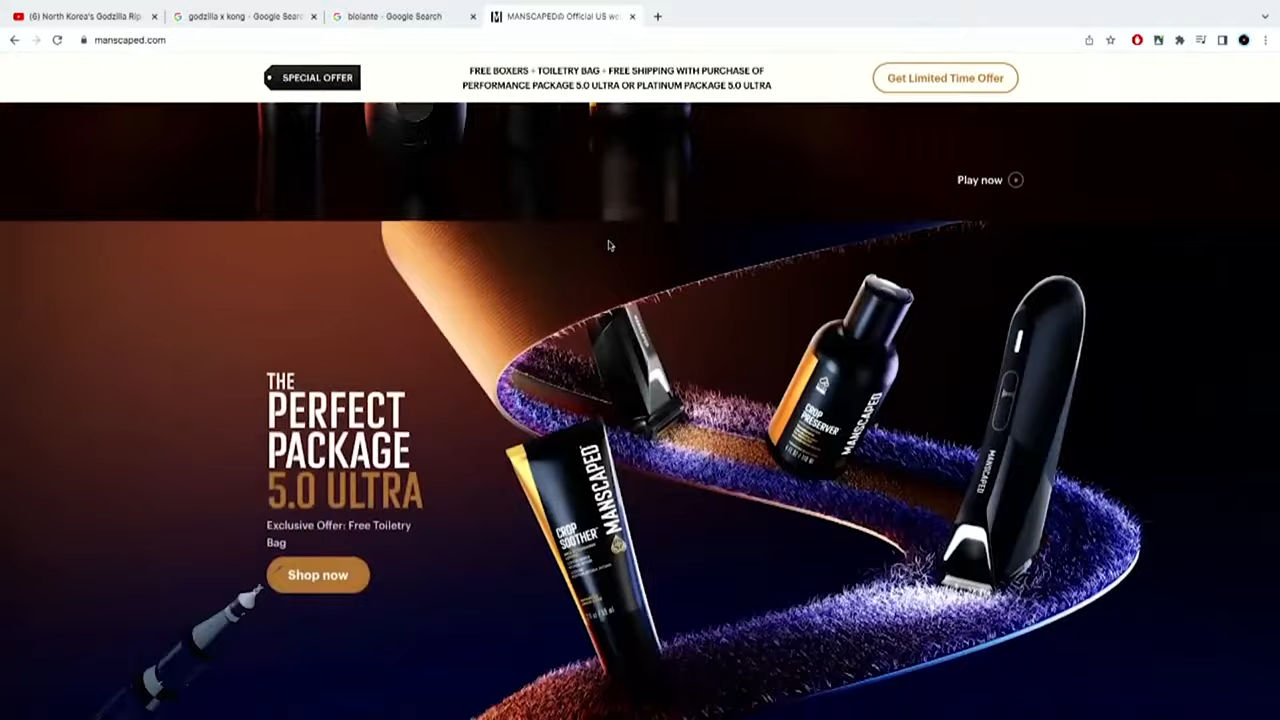 (6) North Korea's Godzilla Rip
godzilla x kong - Google Searc
biolante - Google Search
MANSCAPED® Official US we
manscaped.com
SPECIAL OFFER
FREE BOXERS + TOILETRY BAG + FREE SHIPPING WITH PURCHASE OF
PERFORMANCE PACKAGE 5.0 ULTRA OR PLATINUM PACKAGE 5.0 ULTRA
Get Limited Time Offer
Play now
THE
PERFECT
PACKAGE
5.0 ULTRA
Exclusive Offer: Free Toiletry
Bag
Shop now
CROP
SOOTHER™
MANSCAPED
CROP
PRESERVER™
MANSCAPED
MANSCAPED